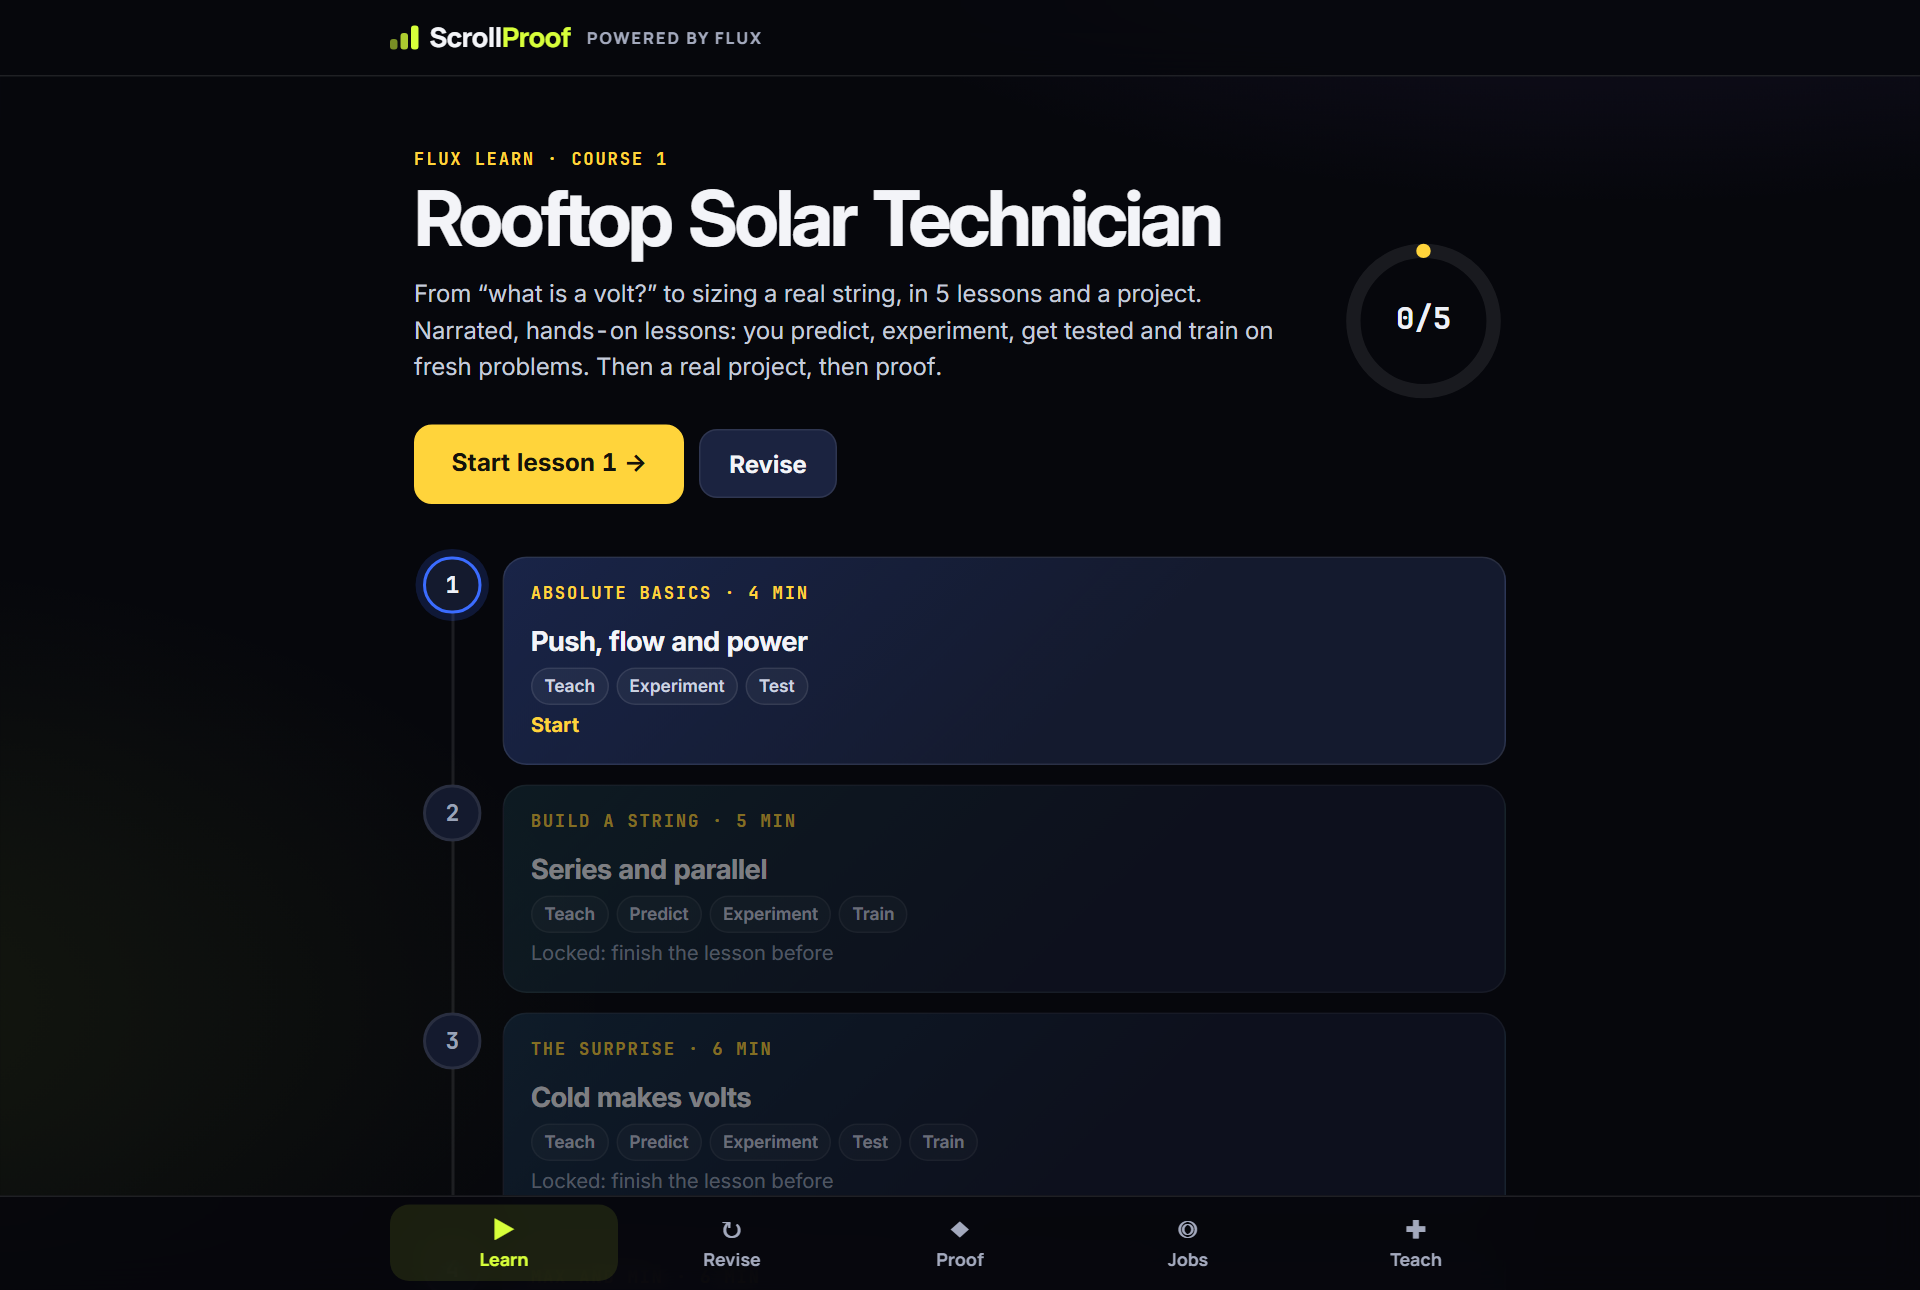 ScrollProof POWERED BY FLUX
FLUX LEARN · COURSE 1
Rooftop Solar Technician
From “what is a volt?” to sizing a real string, in 5 lessons and a project.
Narrated, hands-on lessons: you predict, experiment, get tested and train on
fresh problems. Then a real project, then proof.
0/5
Start lesson 1 →
Revise
1
ABSOLUTE BASICS · 4 MIN
Push, flow and power
Teach Experiment Test
Start
2
BUILD A STRING · 5 MIN
Series and parallel
Teach Predict Experiment Train
Locked: finish the lesson before
3
THE SURPRISE · 6 MIN
Cold makes volts
Teach Predict Experiment Test Train
Locked: finish the lesson before
Learn Revise Proof Jobs Teach